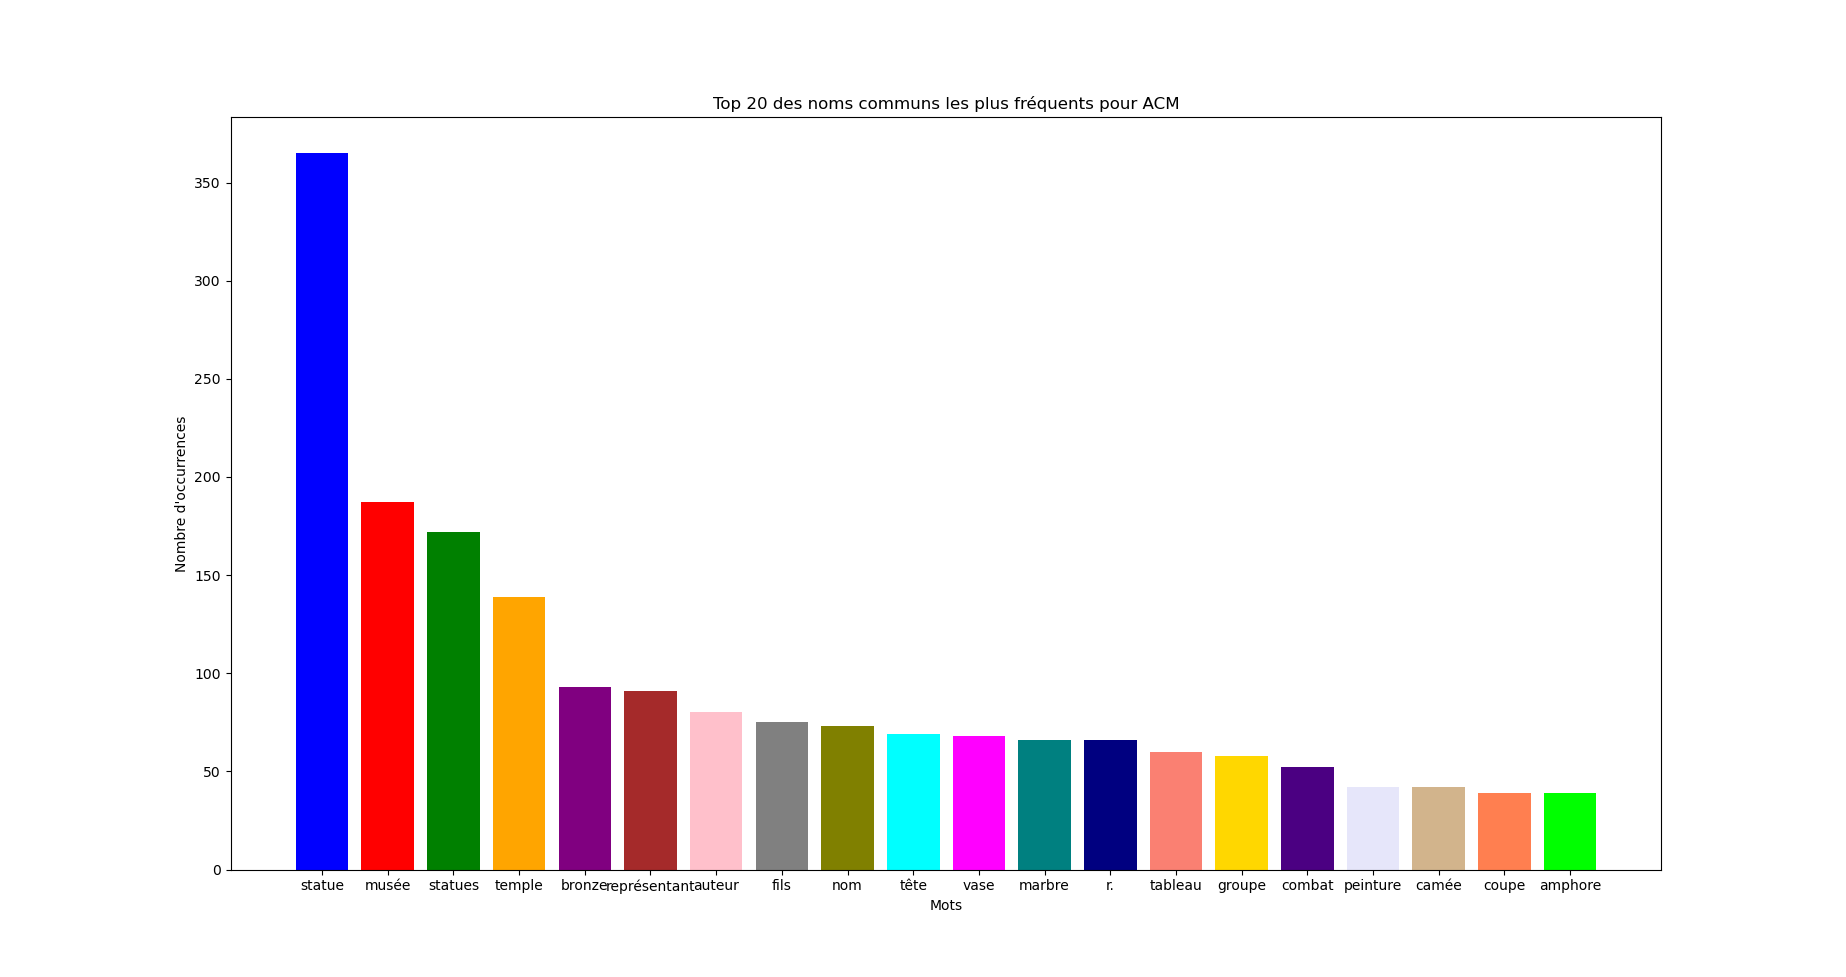 Top 20 des noms communs les plus fréquents pour ACM
Nombre d'occurrences
350
300
250
200
150
100
50
0
statue musée statues temple bronze représentant auteur fils nom tête vase marbre r. tableau groupe combat peinture camée coupe amphore
Mots